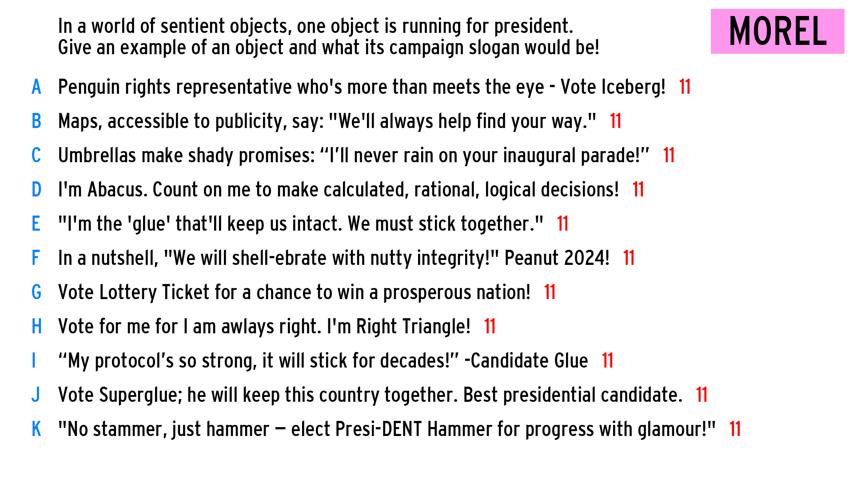 In a world of sentient objects, one object is running for president.
Give an example of an object and what its campaign slogan would be!
MOREL
A Penguin rights representative who's more than meets the eye - Vote Iceberg! 11
B Maps, accessible to publicity, say: "We'll always help find your way." 11
C Umbrellas make shady promises: “I’ll never rain on your inaugural parade!” 11
D I'm Abacus. Count on me to make calculated, rational, logical decisions! 11
E "I'm the 'glue' that'll keep us intact. We must stick together." 11
F In a nutshell, "We will shell-ebrate with nutty integrity!" Peanut 2024! 11
G Vote Lottery Ticket for a chance to win a prosperous nation! 11
H Vote for me for I am awlays right. I'm Right Triangle! 11
I “My protocol’s so strong, it will stick for decades!” -Candidate Glue 11
J Vote Superglue; he will keep this country together. Best presidential candidate. 11
K "No stammer, just hammer – elect Presi-DENT Hammer for progress with glamour!" 11